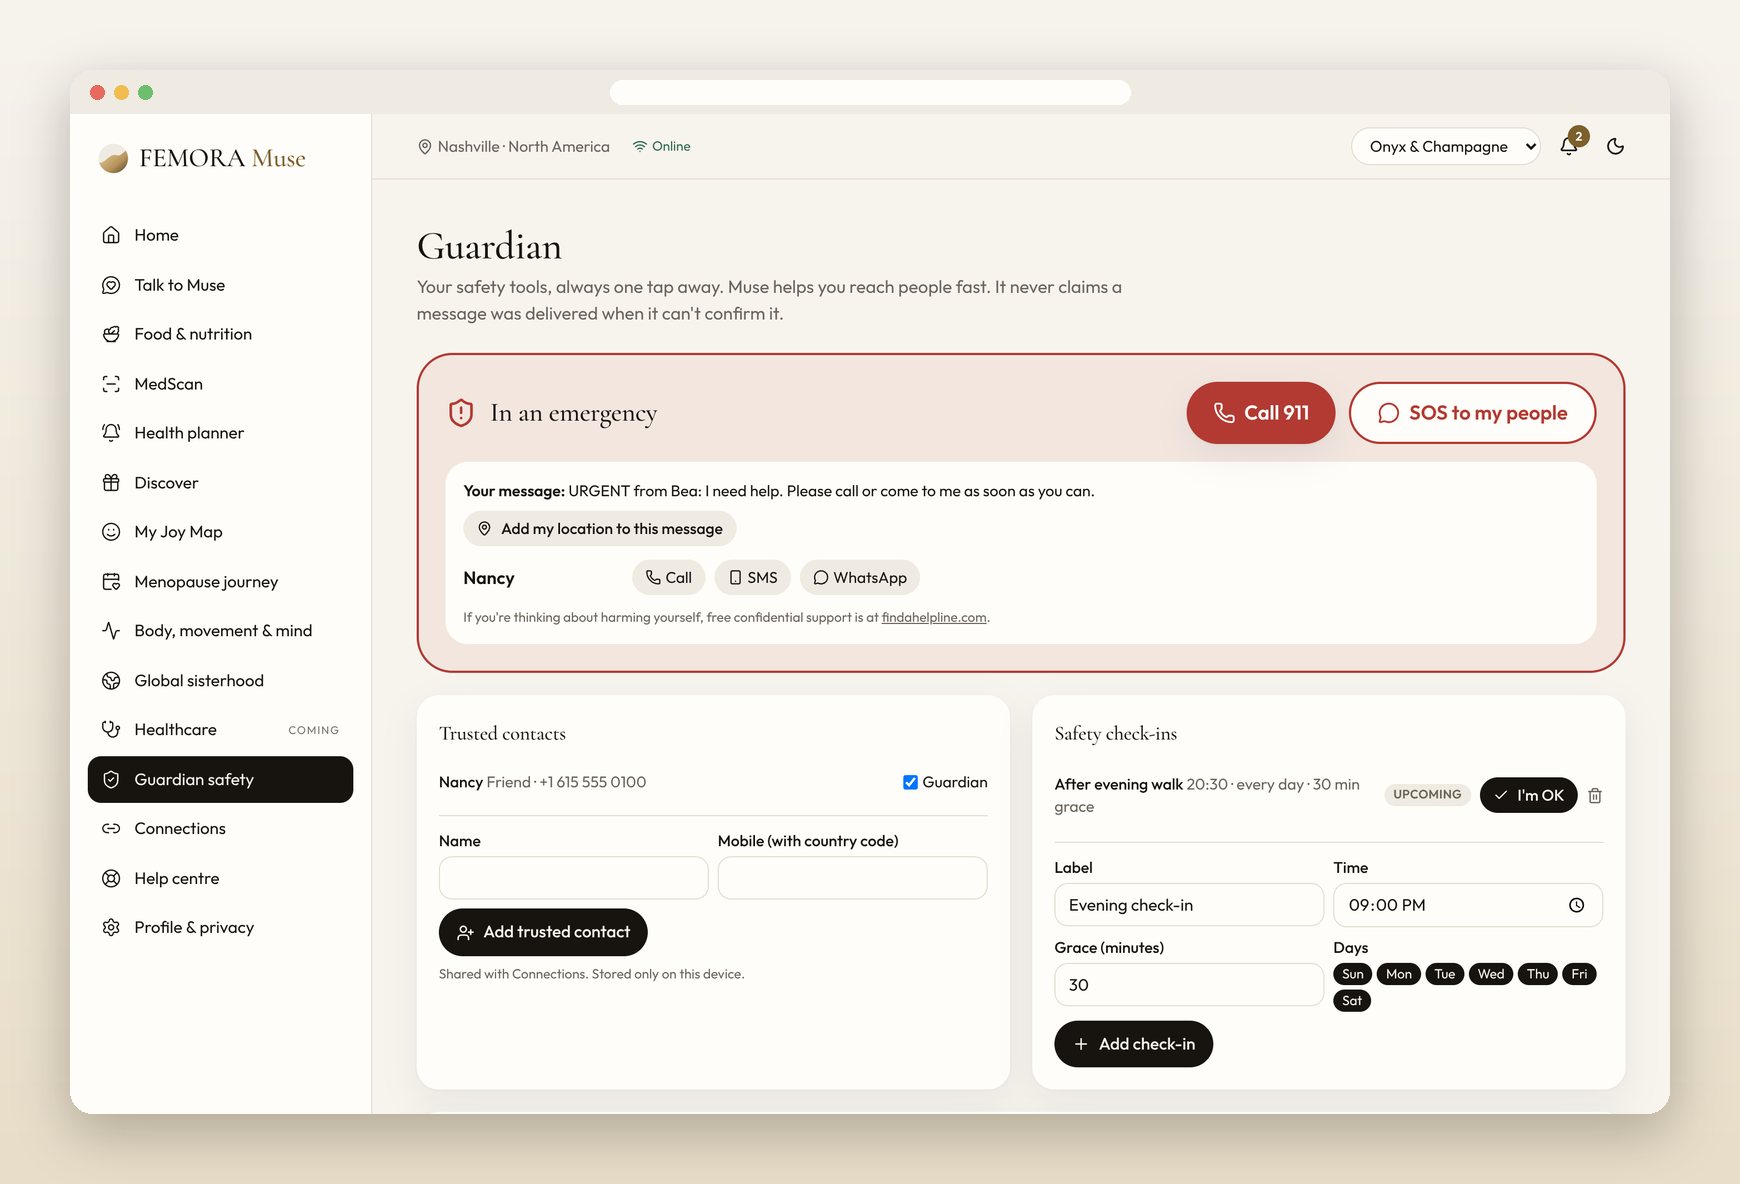 FEMORA Muse
Home
Talk to Muse
Food & nutrition
MedScan
Health planner
Discover
My Joy Map
Menopause journey
Body, movement & mind
Global sisterhood
Healthcare COMING
Guardian safety
Connections
Help centre
Profile & privacy
Nashville · North America Online
Onyx & Champagne 2
Guardian
Your safety tools, always one tap away. Muse helps you reach people fast. It never claims a
message was delivered when it can't confirm it.
In an emergency
Call 911
SOS to my people
Your message: URGENT from Bea: I need help. Please call or come to me as soon as you can.
Add my location to this message
Nancy Call SMS WhatsApp
If you're thinking about harming yourself, free confidential support is at findahelpline.com.
Trusted contacts
Nancy Friend · +1 615 555 0100 Guardian
Name Mobile (with country code)
Add trusted contact
Shared with Connections. Stored only on this device.
Safety check-ins
After evening walk 20:30 · every day · 30 min
grace
UPCOMING I'm OK
Label Time
Evening check-in 09:00 PM
Grace (minutes) Days
30
Sun Mon Tue Wed Thu Fri
Sat
Add check-in